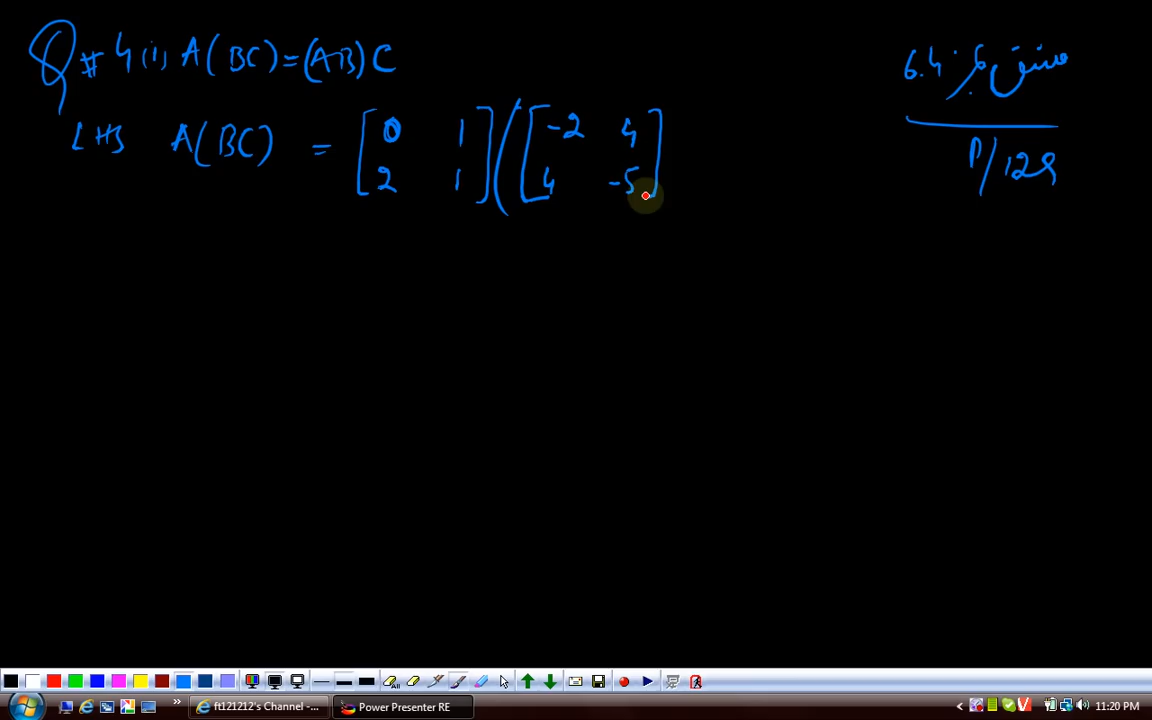 Q # 4 (i) A(BC) = (AB)C
مشق نمبر 6.4
P/129
LHS A(BC) = [0 1 ([-2 4
2 1] 4 -5]
ft121212's Channel -...
Power Presenter RE
11:20 PM